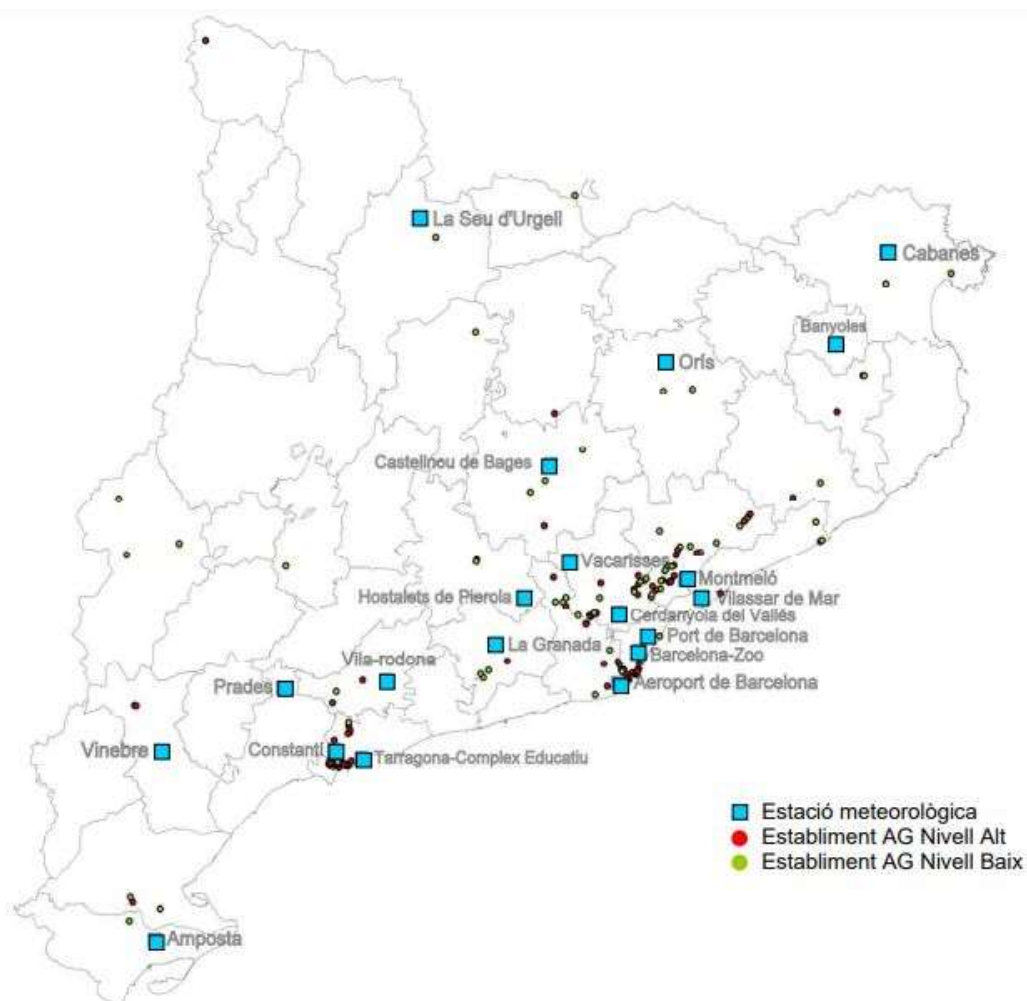 La Seu d'Urgell
Cabanes
Banyoles
Orís
Castellnou de Bages
Vacarisses
Montmeló
Hostalets de Pierola
Vilassar de Mar
Cerdanyola del Vallés
Port de Barcelona
La Granada
Barcelona-Zoo
Vila-rodona
Aeroport de Barcelona
Prades
Vinebre
Constantí
Tarragona-Complex Educatiu
Estació meteorològica
Establiment AG Nivell Alt
Establiment AG Nivell Baix
Amposta